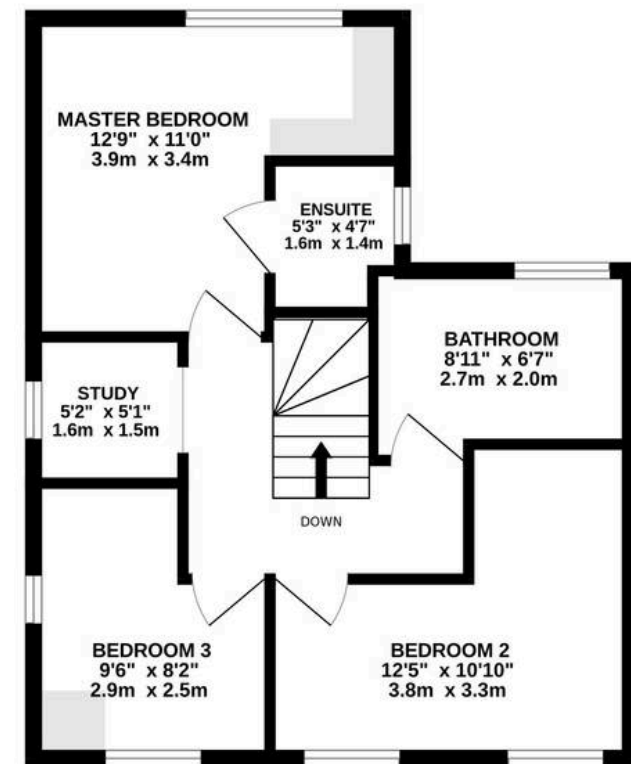 MASTER BEDROOM
12'9" x 11'0"
3.9m x 3.4m
ENSUITE
5'3" x 4'7"
1.6m x 1.4m
BATHROOM
8'11" x 6'7"
2.7m x 2.0m
STUDY
5'2" x 5'1"
1.6m x 1.5m
DOWN
BEDROOM 3
9'6" x 8'2"
2.9m x 2.5m
BEDROOM 2
12'5" x 10'10"
3.8m x 3.3m